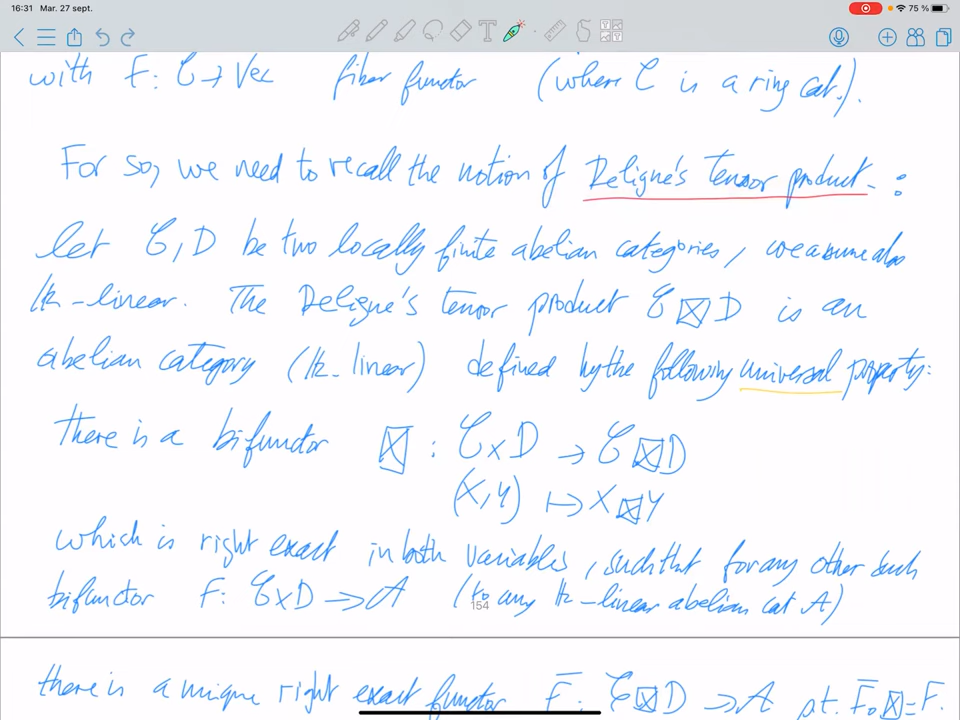 16:31 Mar. 27 sept.
75 %
with F: C → Vec fiber functor (where C is a ring cat.).
For so, we need to recall the notion of Deligne's tensor product. :
let C, D be two locally finite abelian categories, we assume also
𝕜-linear. The Deligne's tensor product C ⊠ D is an
abelian category (𝕜-linear) defined by the following universal property:
there is a bifunctor ⊠ : C × D → C ⊠ D
(X, Y) ↦ X ⊠ Y
which is right exact in both variables, such that for any other such
bifunctor F: C × D → A (to any 𝕜-linear abelian cat A)
154
there is a unique right exact functor F̅ : C ⊠ D → A s.t. F̅ ∘ ⊠ = F.